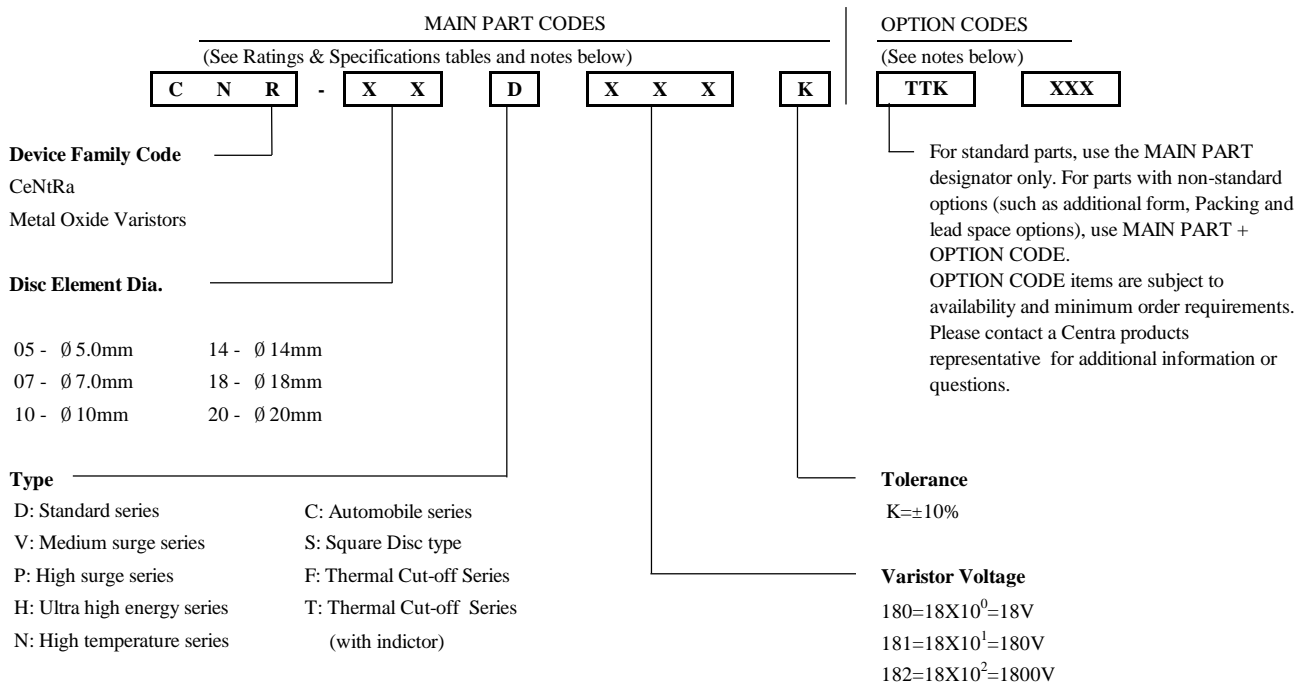 MAIN PART CODES
OPTION CODES
(See Ratings & Specifications tables and notes below)
(See notes below)
C N R - X X D X X X K TTK XXX
Device Family Code
CeNtRa
Metal Oxide Varistors
For standard parts, use the MAIN PART
designator only. For parts with non-standard
options (such as additional form, Packing and
lead space options), use MAIN PART +
OPTION CODE.
OPTION CODE items are subject to
availability and minimum order requirements.
Please contact a Centra products
representative for additional information or
questions.
Disc Element Dia.
05 - Ø 5.0mm 14 - Ø 14mm
07 - Ø 7.0mm 18 - Ø 18mm
10 - Ø 10mm 20 - Ø 20mm
Type
D: Standard series C: Automobile series
V: Medium surge series S: Square Disc type
P: High surge series F: Thermal Cut-off Series
H: Ultra high energy series T: Thermal Cut-off Series
N: High temperature series (with indictor)
Tolerance
K=±10%
Varistor Voltage
180=18X10⁰=18V
181=18X10¹=180V
182=18X10²=1800V